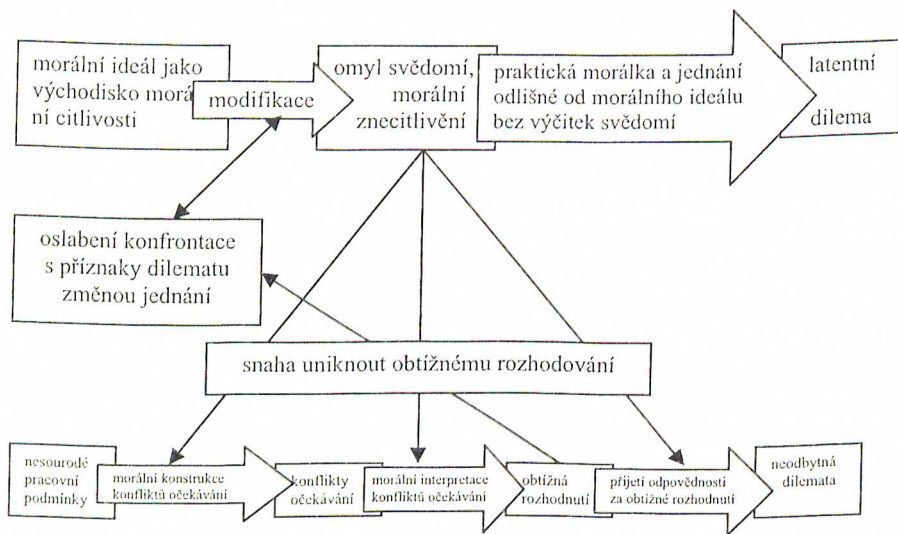 morální ideál jako
východisko morá
ní citlivosti
modifikace
omyl svědomí,
morální
znecitlivění
praktická morálka a jednání
odlišné od morálního ideálu
bez výčitek svědomí
latentní
dilema
oslabení konfrontace
s příznaky dilematu
změnou jednání
snaha uniknout obtížnému rozhodování
nesourodé
pracovní
podmínky
morální konstrukce
konfliktů očekávání
konflikty
očekávání
morální interpretace
konfliktů očekávání
obtížná
rozhodnutí
přijetí odpovědnosti
za obtížné rozhodnutí
neodbytná
dilemata